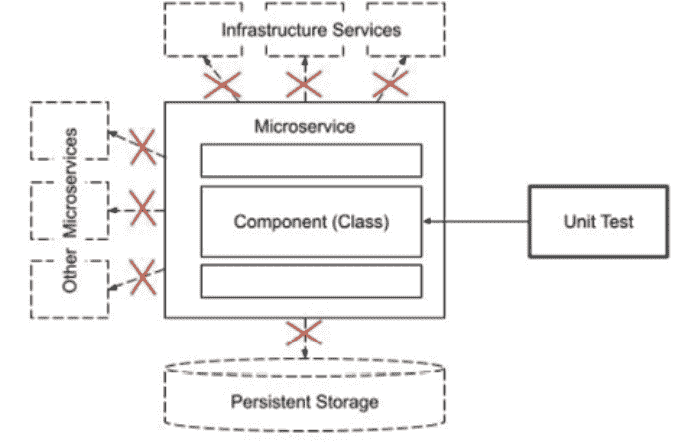 Infrastructure Services
Microservice
Other Microservices
Component (Class)
Unit Test
Persistent Storage